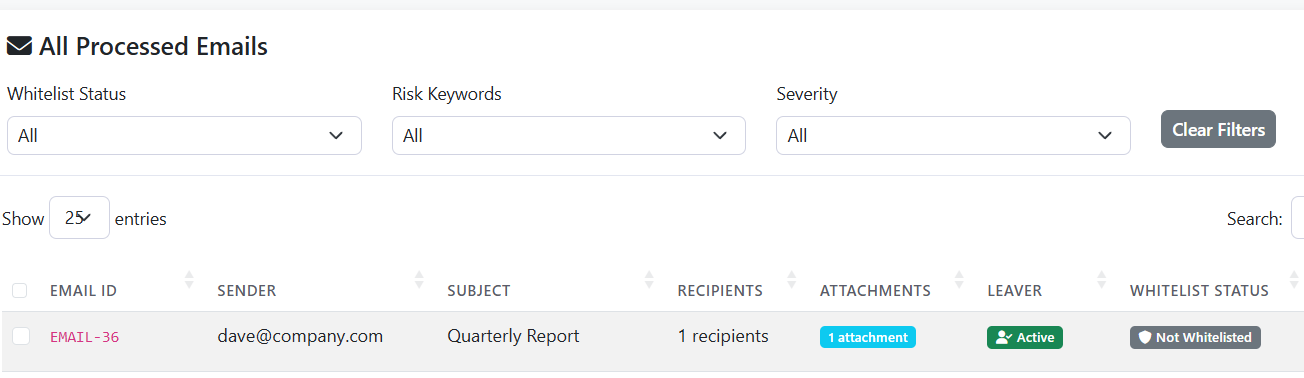 All Processed Emails
Whitelist Status Risk Keywords Severity
All All All Clear Filters
Show 25 entries Search:
EMAIL ID SENDER SUBJECT RECIPIENTS ATTACHMENTS LEAVER WHITELIST STATUS
EMAIL-36 dave@company.com Quarterly Report 1 recipients 1 attachment Active Not Whitelisted